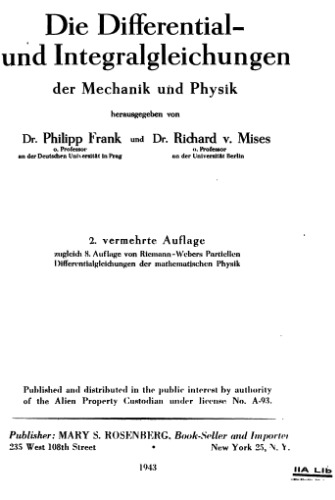 Die Differential-
und Integralgleichungen
der Mechanik und Physik
herausgegeben von
Dr. Philipp Frank und Dr. Richard v. Mises
o. Professor o. Professor
an der Deutschen Universität in Prag an der Universität Berlin
2. vermehrte Auflage
zugleich 8. Auflage von Riemann-Webers Partiellen
Differentialgleichungen der mathematischen Physik
Published and distributed in the public interest by authority
of the Alien Property Custodian under license No. A-93.
Publisher: MARY S. ROSENBERG, Book-Seller and Importer
235 West 108th Street • New York 25, N. Y.
1943
IIA Lib